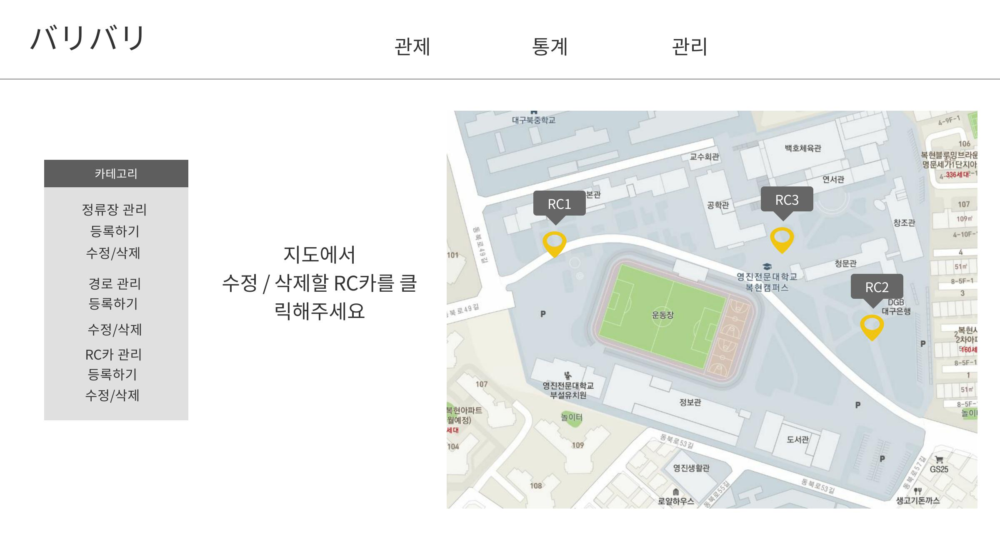 バリバリ
관제
통계
관리
카테고리
정류장 관리
등록하기
수정/삭제
경로 관리
등록하기
수정/삭제
RC카 관리
등록하기
수정/삭제
지도에서
수정 / 삭제할 RC카를 클
릭해주세요
대구북중학교
교수회관
백호체육관
연서관
본관
공학관
창조관
RC1
RC3
청문관
영진전문대학교
복현캠퍼스
RC2
DGB
대구은행
운동장
P
P
P
P
영진전문대학교
부설유치원
정보관
도서관
놀이터
영진생활관
로얄하우스
GS25
생고기돈까스
동북로49길
북로49길
동북로53길
동북로53길
동북로55길
동북로57길
101
107
복현아파트
월예정)
세대
104
109
108
4-9F-1
106
복현블루밍브라운
명문세가1단지아
336세대
107
109㎡
4-10F-
4
51㎡
8-5F-1
3
복현시
2차아파
160세
8-5F-1
1
51㎡
8-5F-
놀이